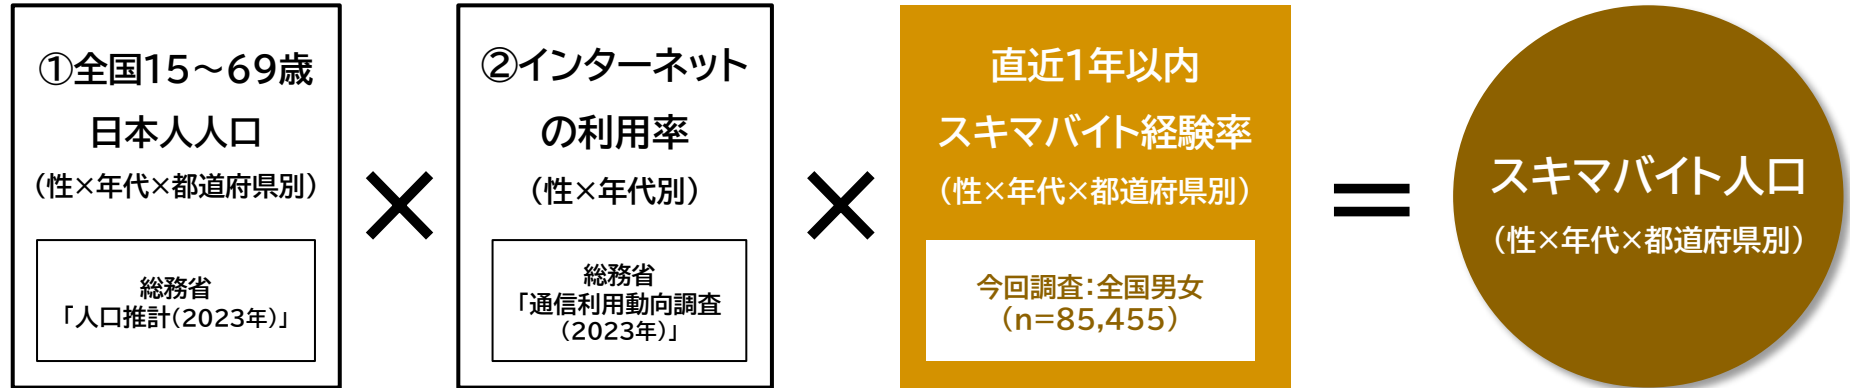 ①全国15～69歳
日本人人口
(性×年代×都道府県別)
総務省
「人口推計(2023年)」
×
②インターネット
の利用率
(性×年代別)
総務省
「通信利用動向調査
(2023年)」
×
直近1年以内
スキマバイト経験率
(性×年代×都道府県別)
今回調査:全国男女
(n=85,455)
=
スキマバイト人口
(性×年代×都道府県別)